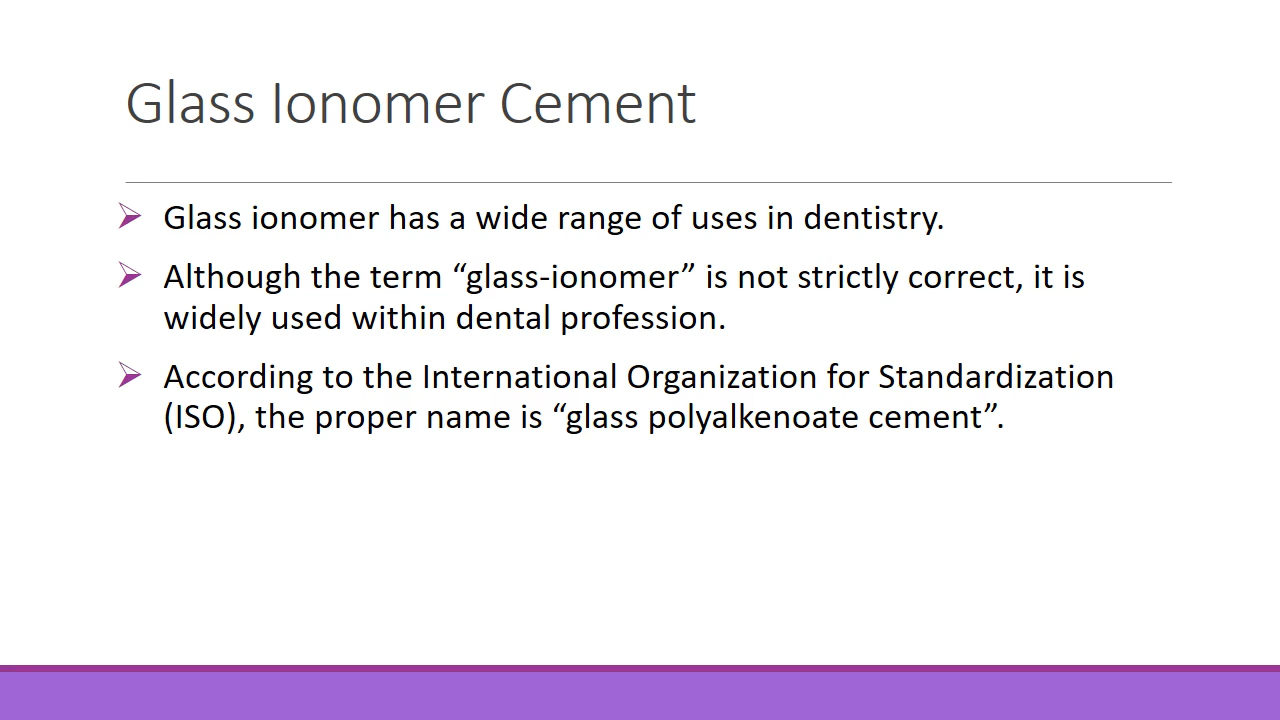 Glass Ionomer Cement
Glass ionomer has a wide range of uses in dentistry.
Although the term “glass-ionomer” is not strictly correct, it is
widely used within dental profession.
According to the International Organization for Standardization
(ISO), the proper name is “glass polyalkenoate cement”.